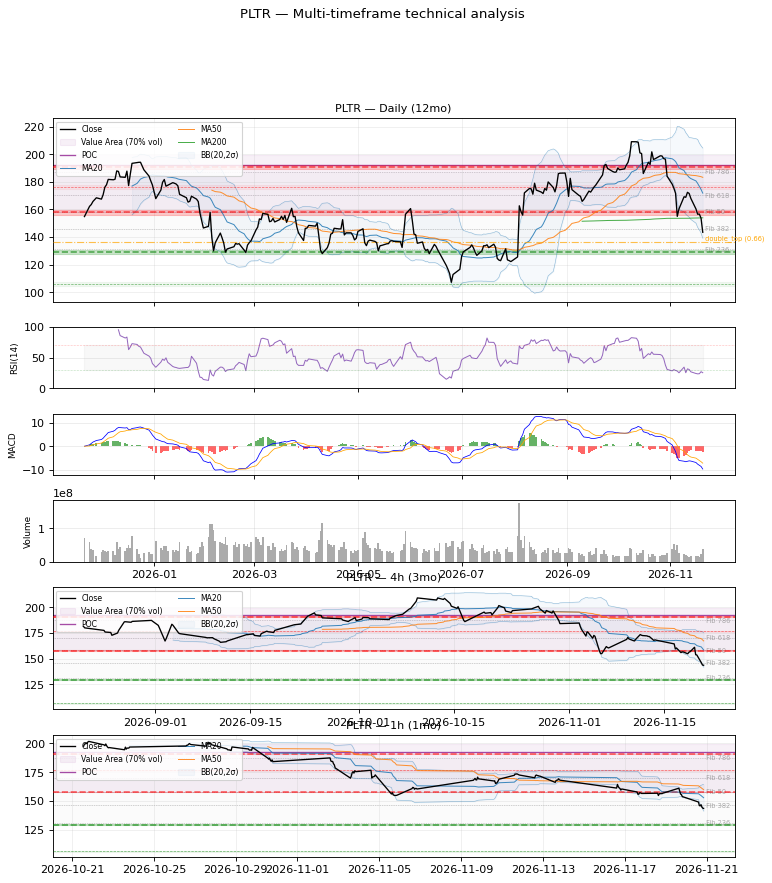 PLTR — Multi-timeframe technical analysis
PLTR — Daily (12mo)
Close
Value Area (70% vol)
POC
MA20
MA50
MA200
BB(20,2σ)
220
200
180
160
140
120
100
Fib 786
Fib 618
Fib 382
double_top (0.66)
Fib 236
RSI(14)
100
50
0
MACD
10
0
−10
1e8
Volume
1
0
2026-01
2026-03
2026-05
2026-07
2026-09
2026-11
PLTR — 4h (3mo)
Close
Value Area (70% vol)
POC
MA20
MA50
BB(20,2σ)
200
175
150
125
Fib 786
Fib 618
Fib 382
Fib 236
2026-09-01
2026-09-15
2026-10-01
2026-10-15
2026-11-01
2026-11-15
PLTR — 1h (1mo)
Close
Value Area (70% vol)
POC
MA20
MA50
BB(20,2σ)
200
175
150
125
Fib 786
Fib 618
Fib 382
Fib 236
2026-10-21
2026-10-25
2026-10-29
2026-11-01
2026-11-05
2026-11-09
2026-11-13
2026-11-17
2026-11-21